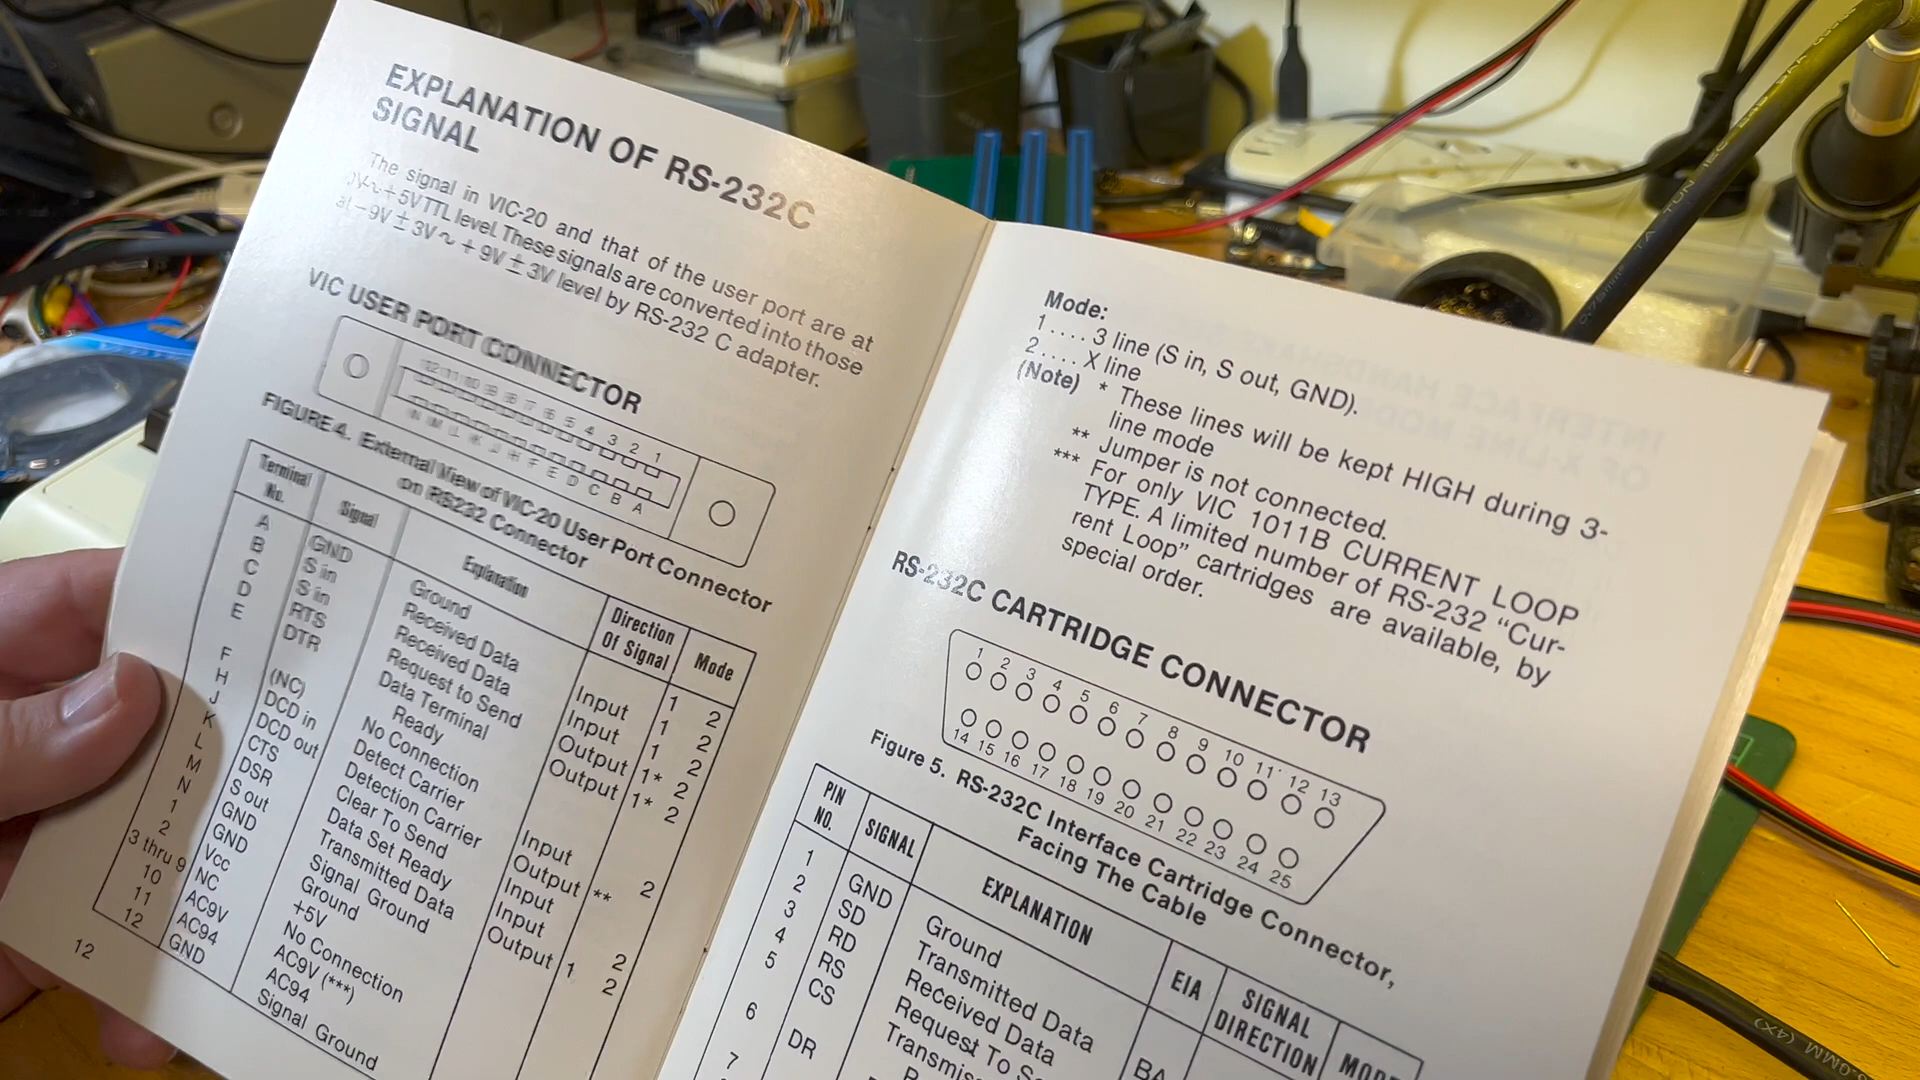 EXPLANATION OF RS-232C
SIGNAL
The signal in VIC-20 and that of the user port are at
0V~+5VTTL level. These signals are converted into those
at -9V ± 3V ~ + 9V ± 3V level by RS-232 C adapter.
VIC USER PORT CONNECTOR
12 11 10 9 8 7 6 5 4 3 2 1
N M L K J H F E D C B A
FIGURE 4. External View of VIC-20 User Port Connector
on RS232 Connector
Terminal No. Signal Explanation Direction Of Signal Mode
A GND Ground
B S in Received Data Input 1 2
C S in Received Data Input 1 2
D RTS Request to Send Output 1* 2
E DTR Data Terminal Ready Output 1* 2
F (NC) No Connection
H DCD in Detect Carrier Input 2
J DCD out Detection Carrier Output **
K CTS Clear To Send Input
L DSR Data Set Ready Input 2
M S out Transmitted Data Output 1 2
N GND Signal Ground
1 GND Ground
2 Vcc +5V
3 thru 9 NC No Connection
10 AC9V AC9V (***)
11 AC94 AC94
12 GND Signal Ground
12
Mode:
1.... 3 line (S in, S out, GND).
2.... X line
(Note) * These lines will be kept HIGH during 3-
line mode
** Jumper is not connected.
*** For only VIC 1011B CURRENT LOOP
TYPE. A limited number of RS-232 “Cur-
rent Loop” cartridges are available, by
special order.
RS-232C CARTRIDGE CONNECTOR
1 2 3 4 5 6 7 8 9 10 11 12 13
14 15 16 17 18 19 20 21 22 23 24 25
Figure 5. RS-232C Interface Cartridge Connector,
Facing The Cable
PIN NO. SIGNAL EXPLANATION EIA SIGNAL DIRECTION MODE
1 GND Ground
2 SD Transmitted Data BA
3 RD Received Data
4 RS Request To
5 CS
6 DR
7